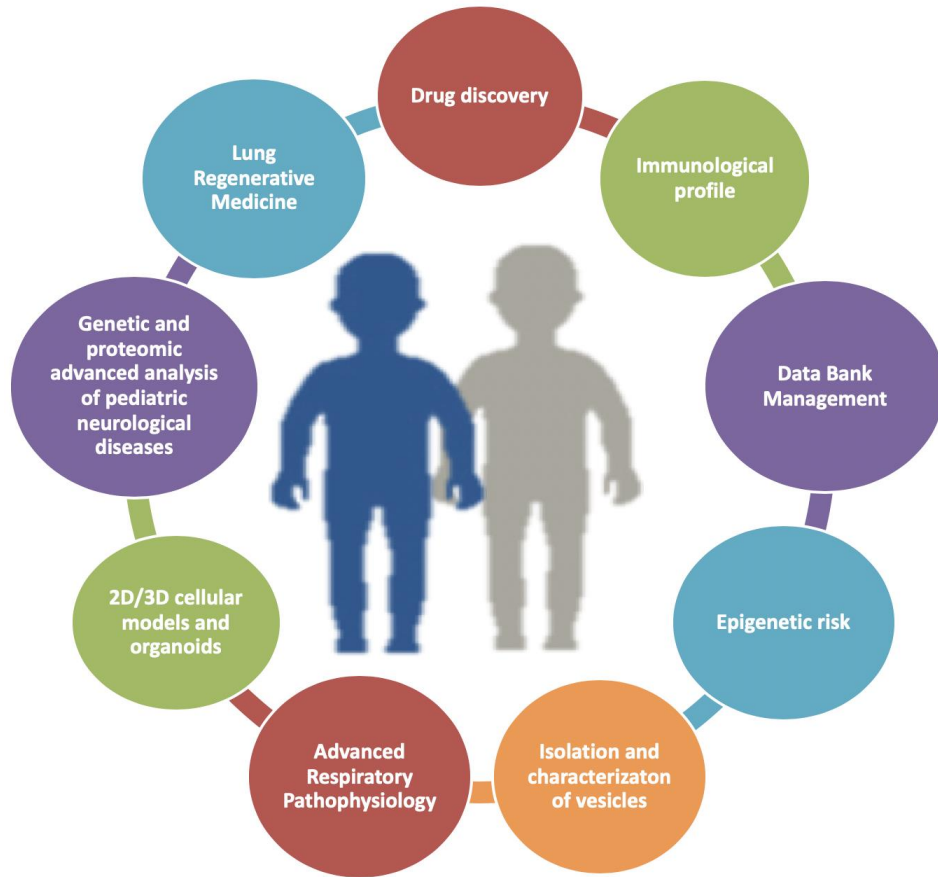 Drug discovery
Immunological
profile
Data Bank
Management
Epigenetic risk
Isolation and
characterizaton
of vesicles
Advanced
Respiratory
Pathophysiology
2D/3D cellular
models and
organoids
Genetic and
proteomic
advanced analysis
of pediatric
neurological
diseases
Lung
Regenerative
Medicine